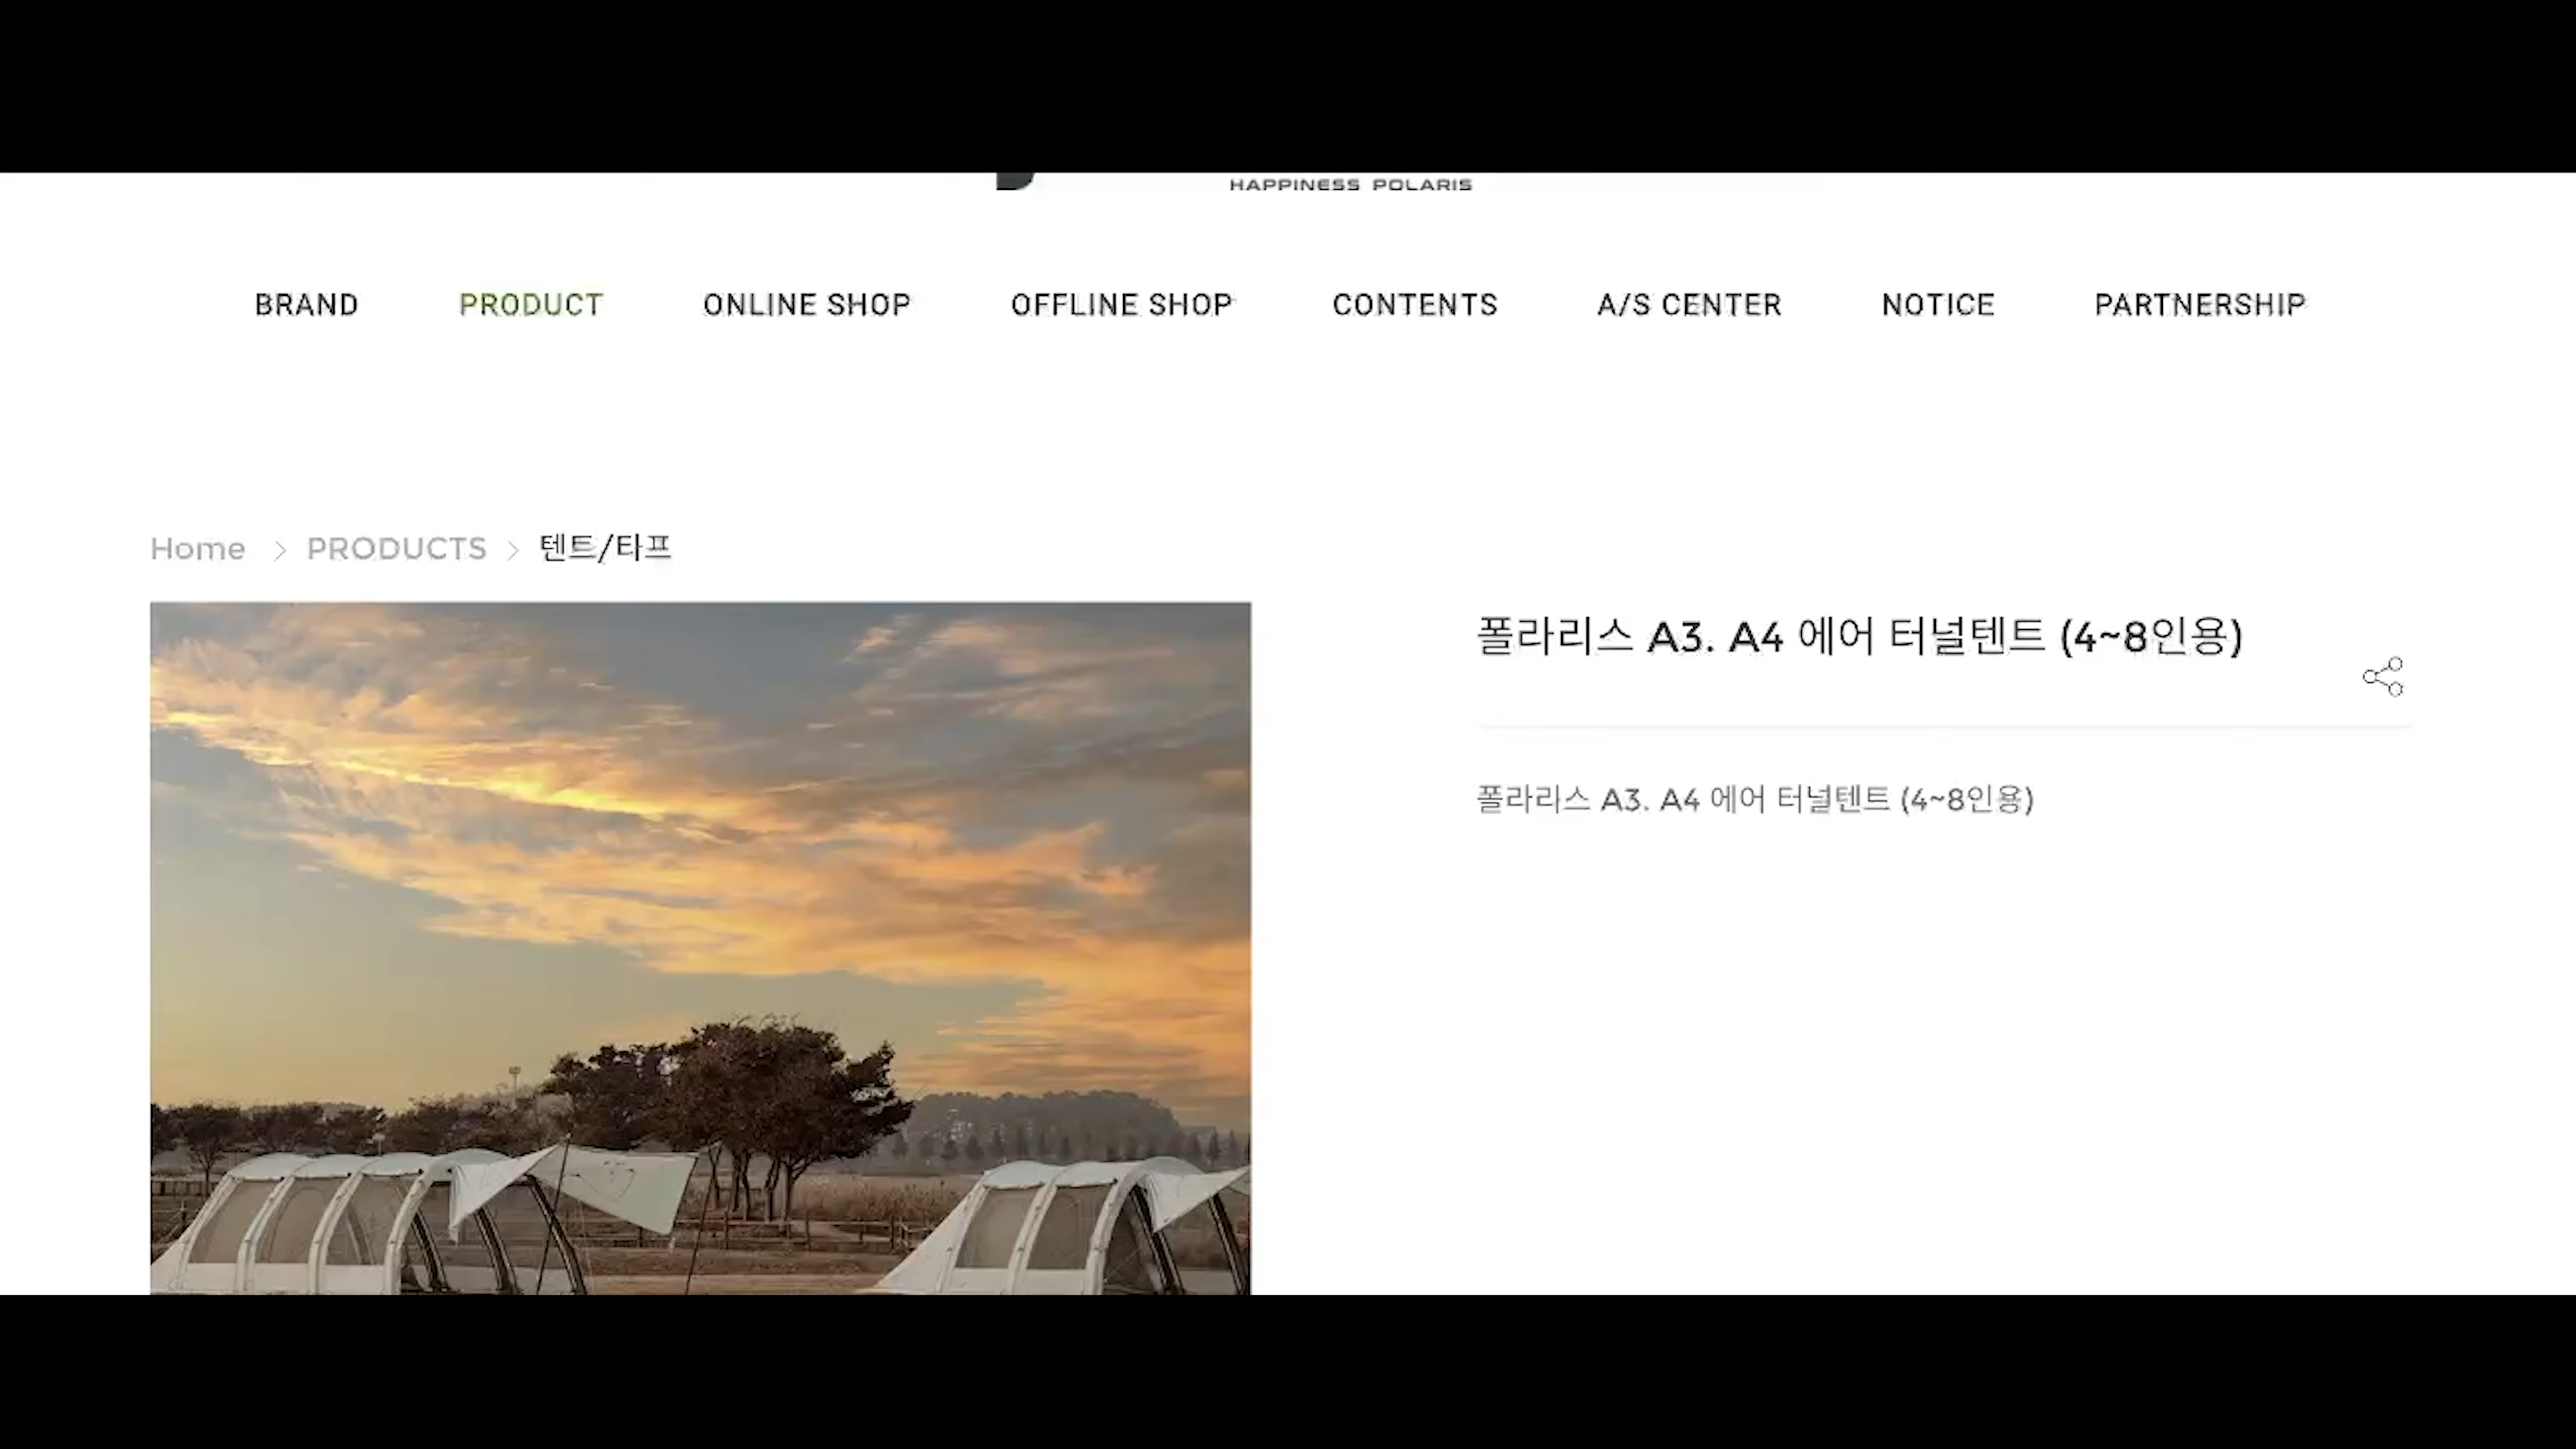 HAPPINESS POLARIS
BRAND PRODUCT ONLINE SHOP OFFLINE SHOP CONTENTS A/S CENTER NOTICE PARTNERSHIP
Home > PRODUCTS > 텐트/타프
폴라리스 A3. A4 에어 터널텐트 (4~8인용)
폴라리스 A3. A4 에어 터널텐트 (4~8인용)